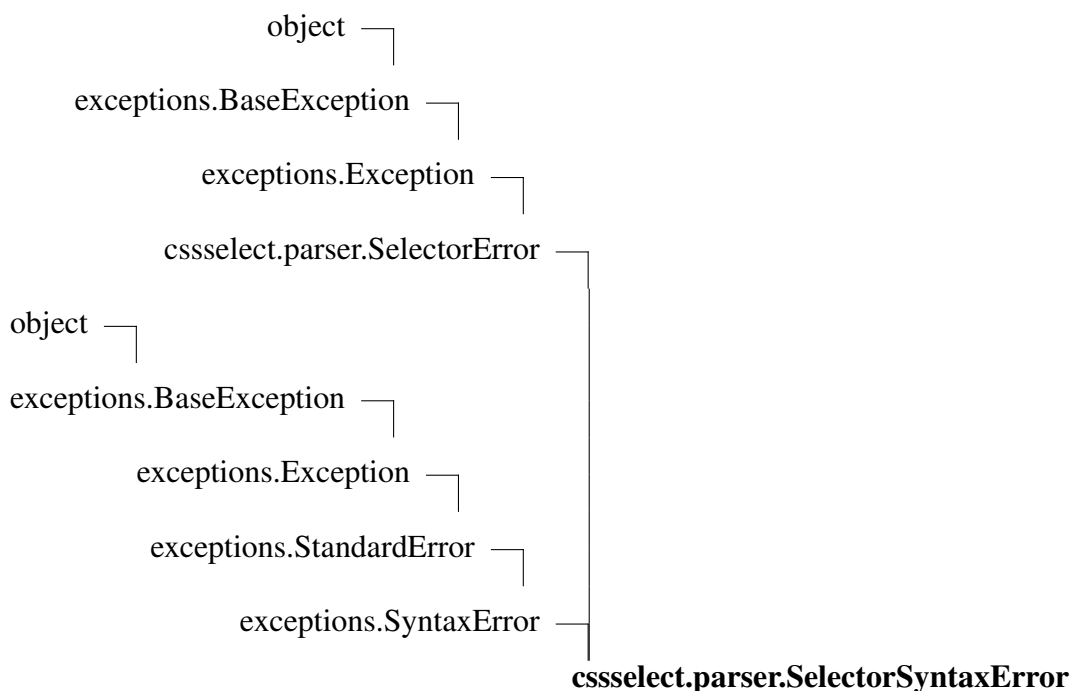 object
exceptions.BaseException
exceptions.Exception
cssselect.parser.SelectorError
object
exceptions.BaseException
exceptions.Exception
exceptions.StandardError
exceptions.SyntaxError
cssselect.parser.SelectorSyntaxError